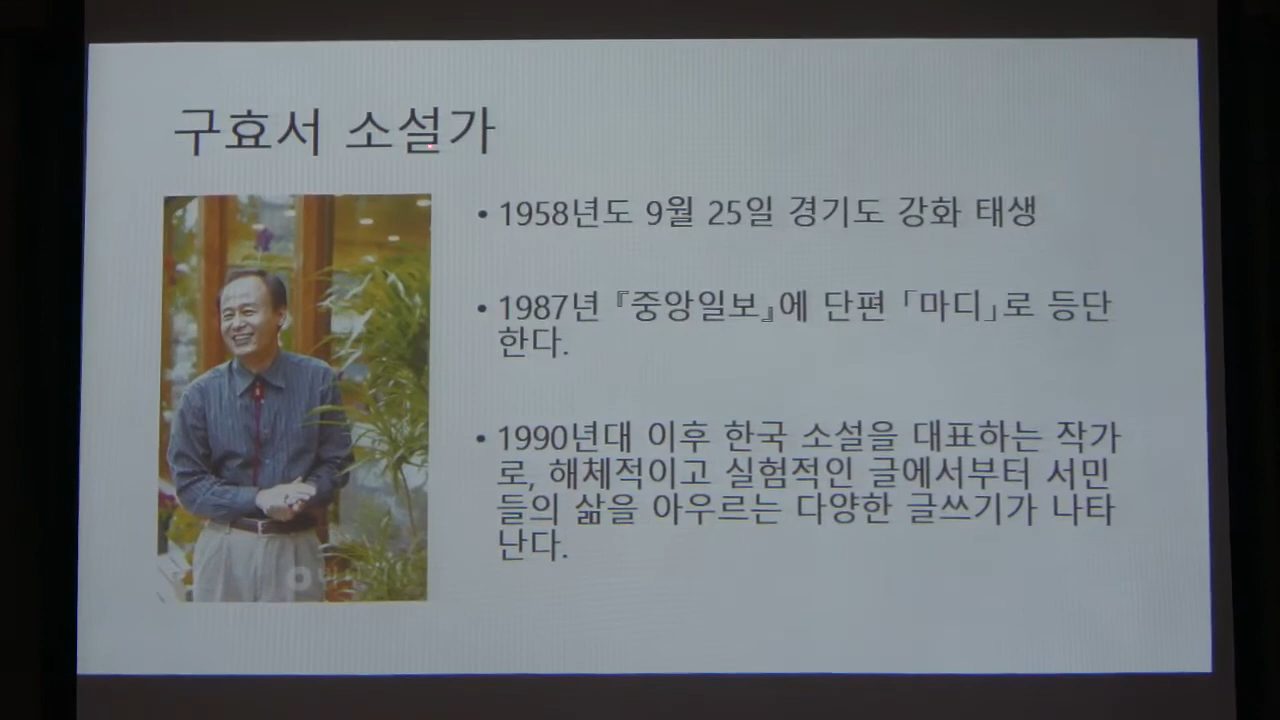 구효서 소설가
• 1958년도 9월 25일 경기도 강화 태생
• 1987년 『중앙일보』에 단편 「마디」로 등단
한다.
• 1990년대 이후 한국 소설을 대표하는 작가
로, 해체적이고 실험적인 글에서부터 서민
들의 삶을 아우르는 다양한 글쓰기가 나타
난다.